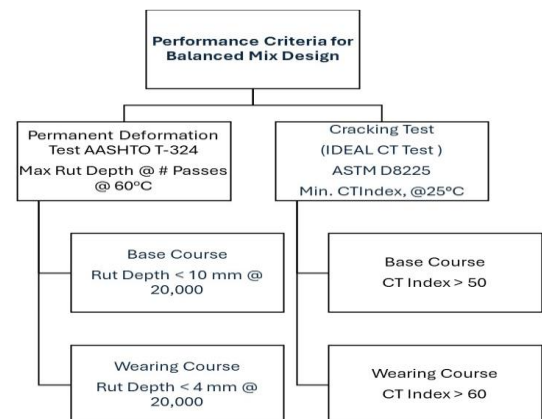 Performance Criteria for
Balanced Mix Design
Permanent Deformation
Test AASHTO T-324
Max Rut Depth @ # Passes
@ 60ºC
Cracking Test
(IDEAL CT Test )
ASTM D8225
Min. CTIndex, @25ºC
Base Course
Rut Depth < 10 mm @
20,000
Base Course
CT Index > 50
Wearing Course
Rut Depth < 4 mm @
20,000
Wearing Course
CT Index > 60